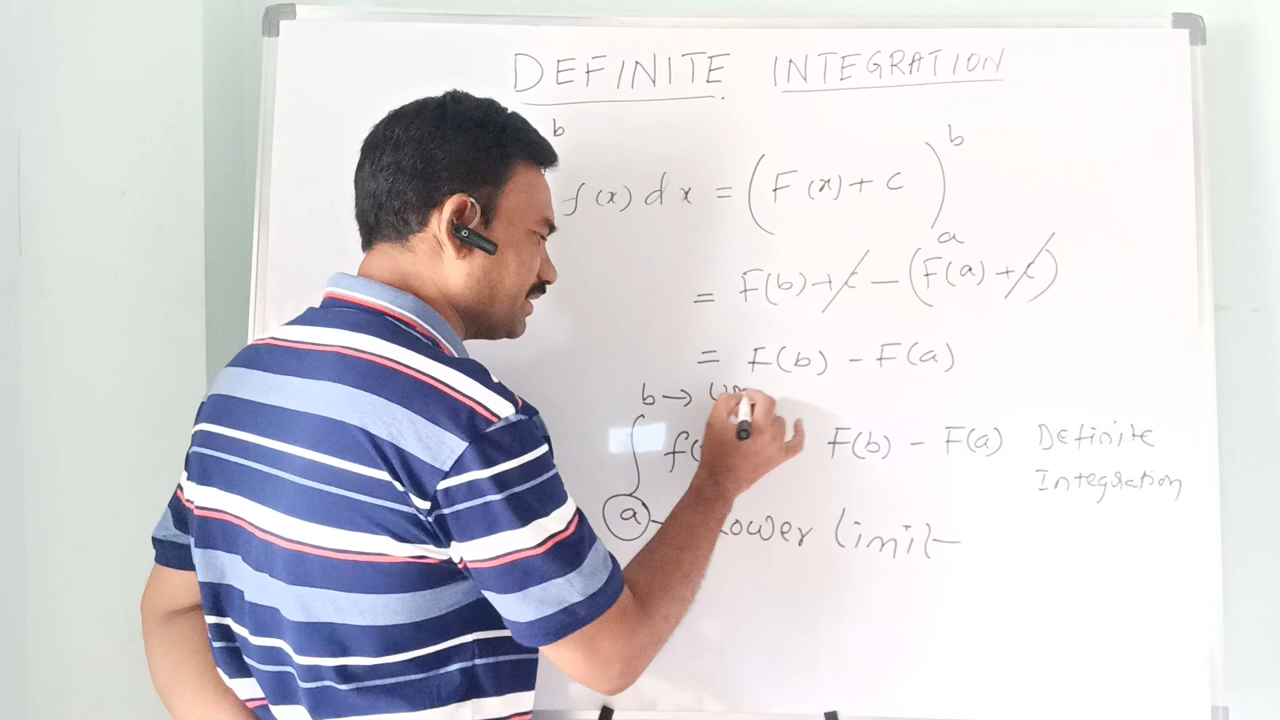 DEFINITE INTEGRATION
b
f(x) dx = (F(x) + c)
b
a
= F(b) + c - (F(a) + c)
= F(b) - F(a)
b →
∫ f( F(b) - F(a) Definite
Integration
a
Lower limit